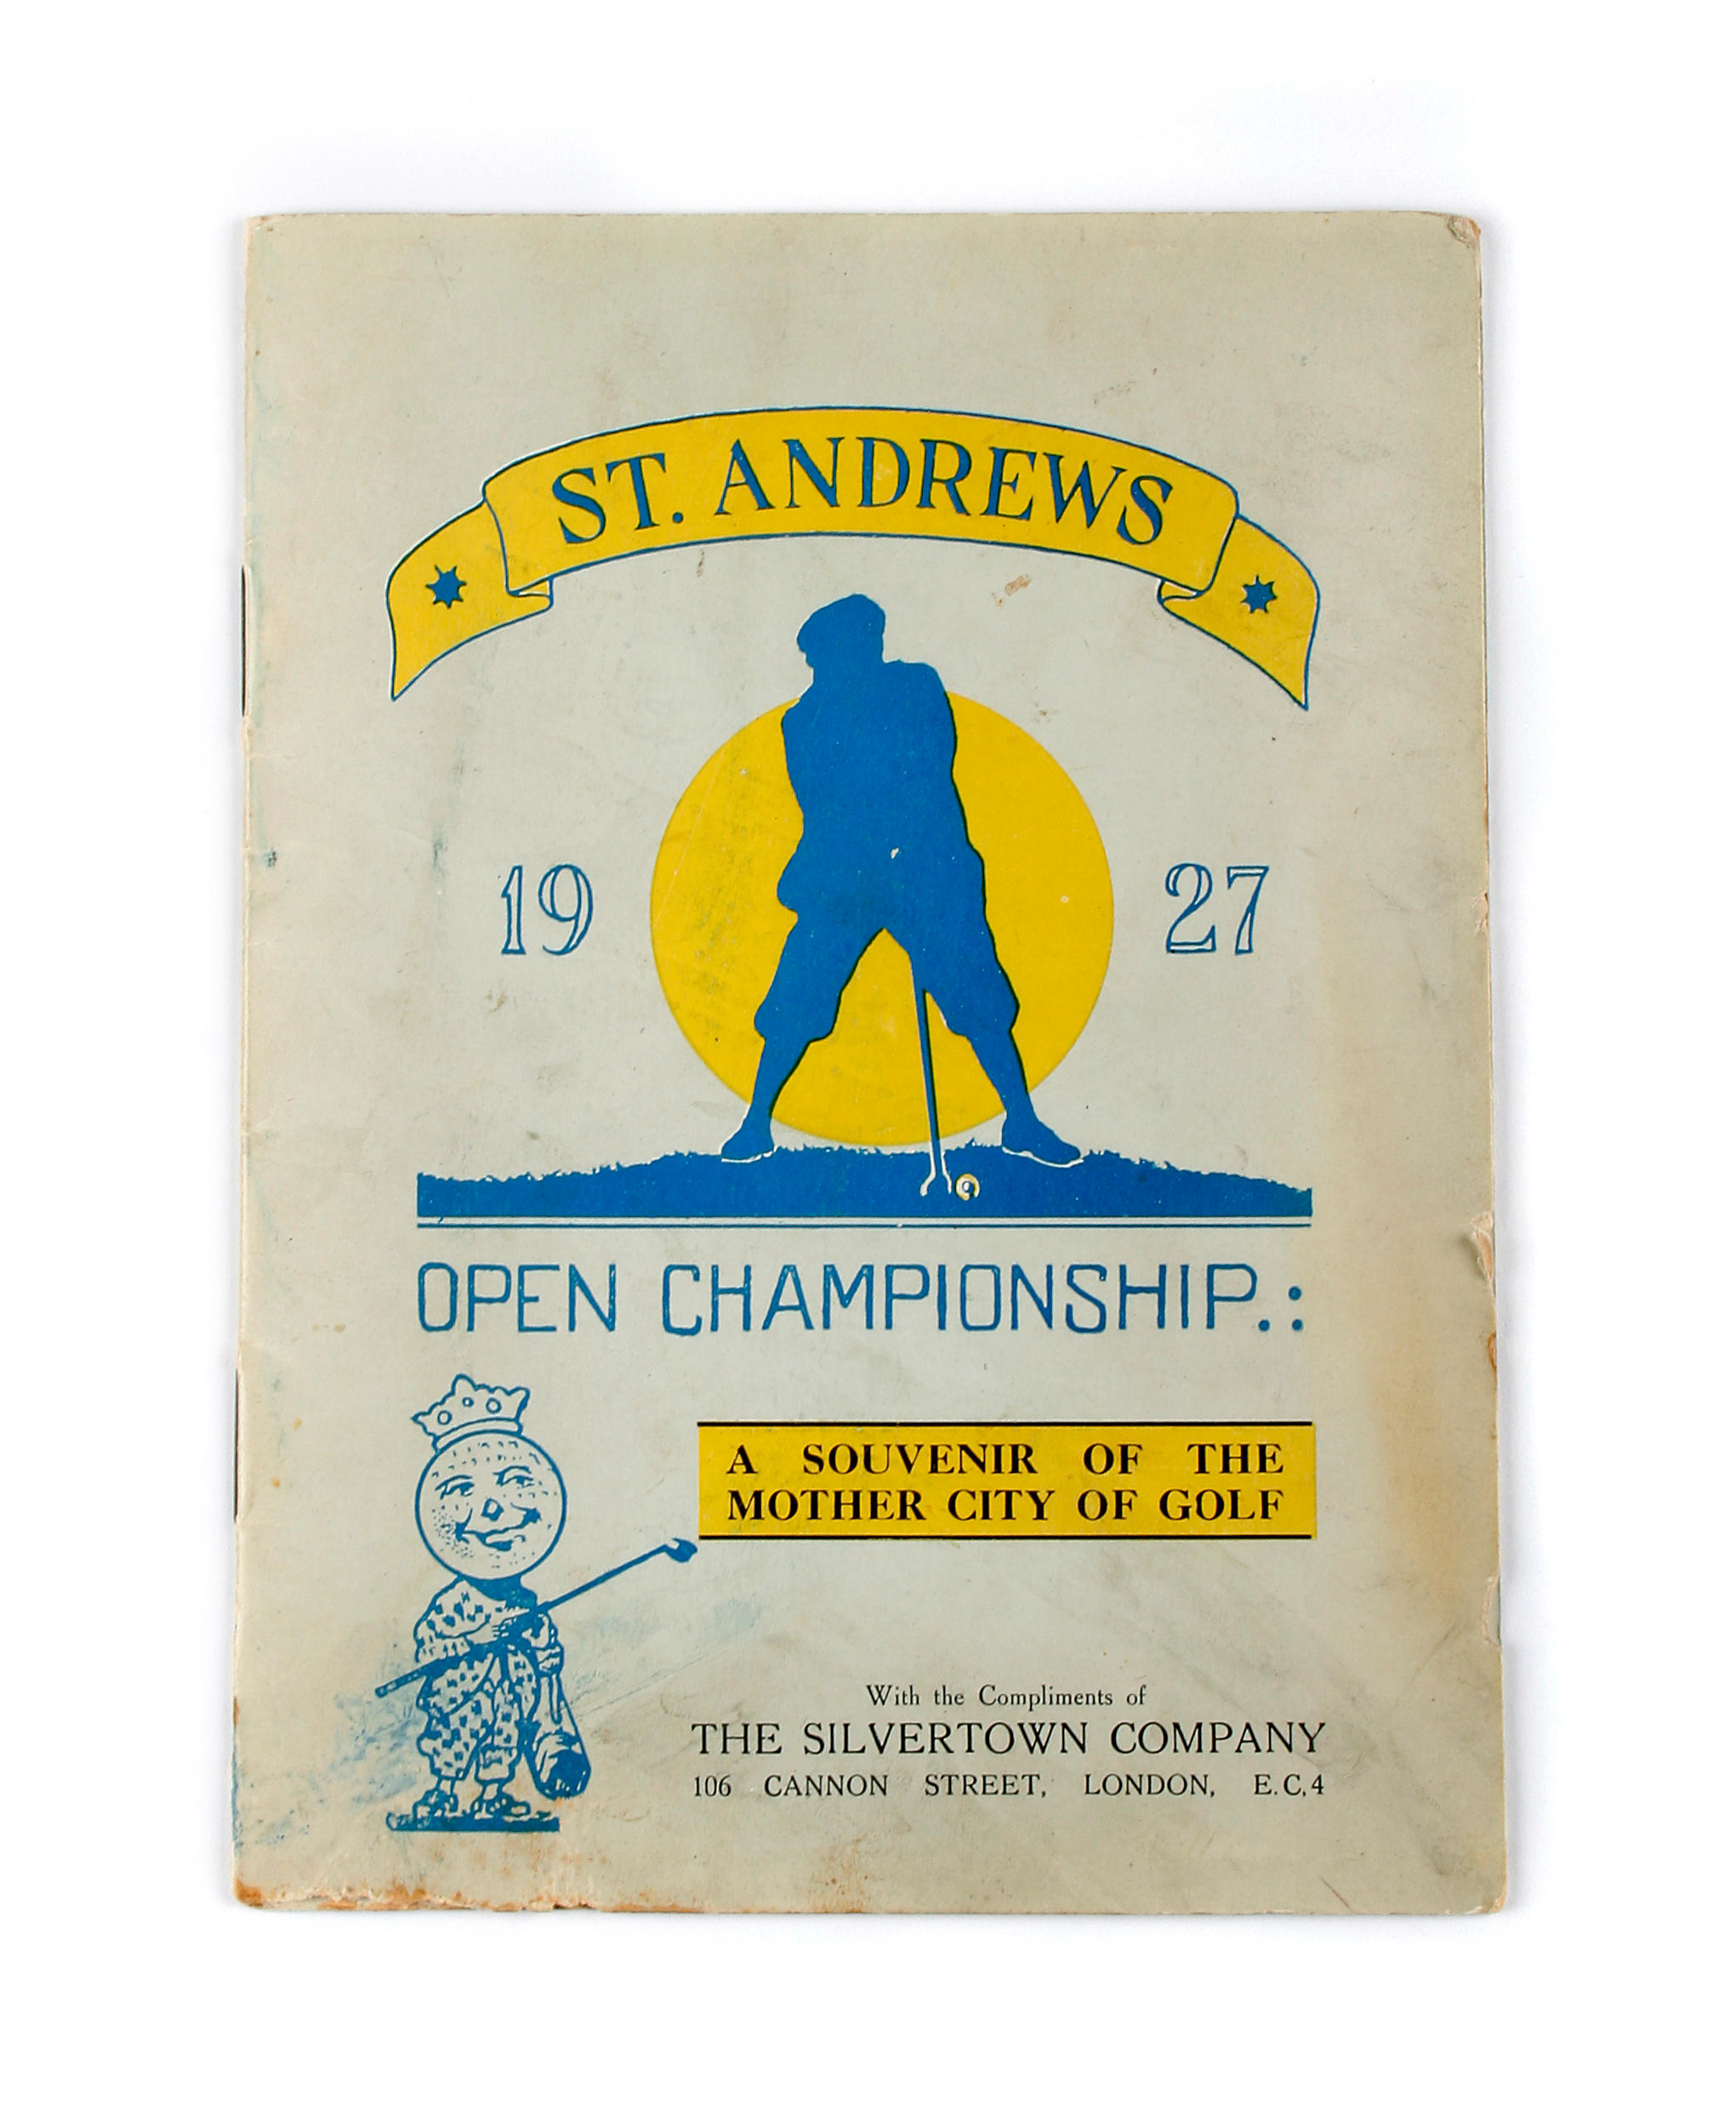 ST. ANDREWS
19 27
OPEN CHAMPIONSHIP.:
A SOUVENIR OF THE
MOTHER CITY OF GOLF
With the Compliments of
THE SILVERTOWN COMPANY
106 CANNON STREET, LONDON, E.C,4